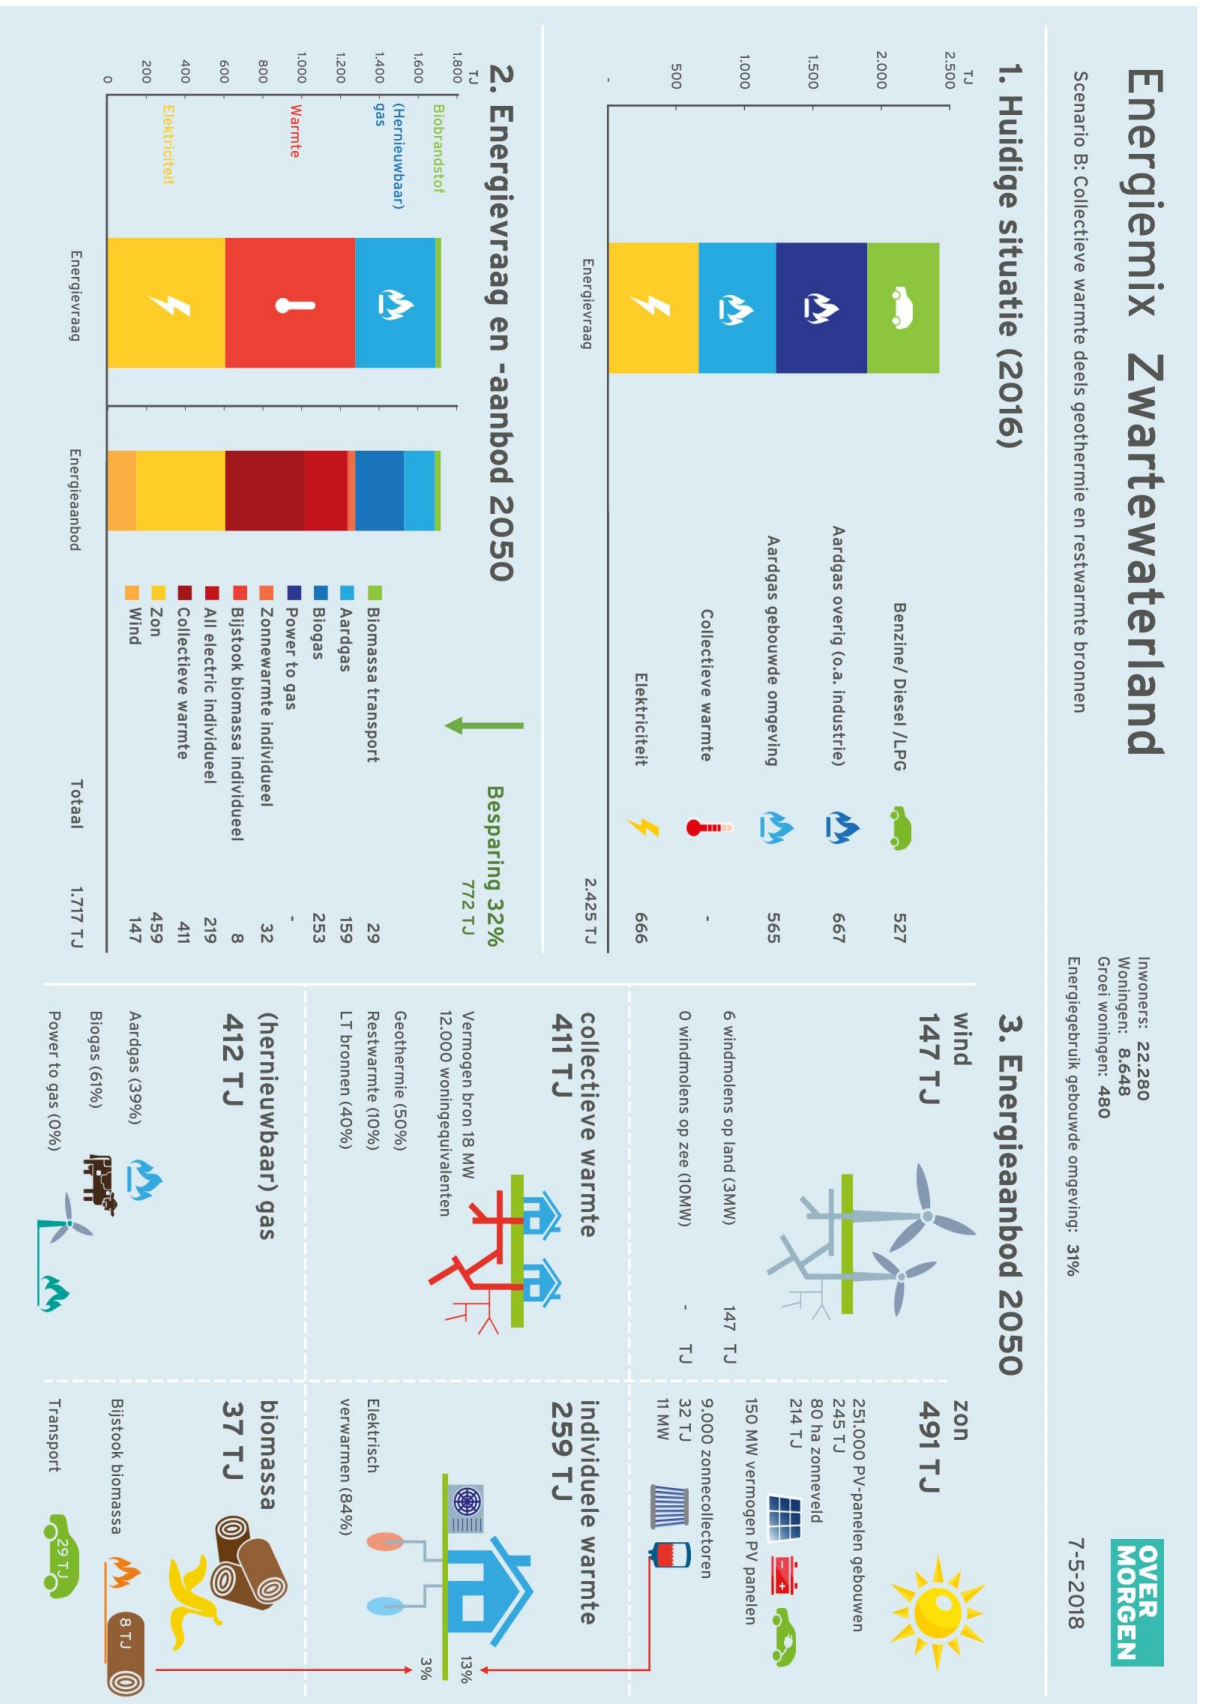 Energiemix Zwartewaterland
Scenario B: Collectieve warmte deels geothermie en restwarmte bronnen
Inwoners: 22.280
Woningen: 8.648
Groei woningen: 480
Energiegebruik gebouwde omgeving: 31%
OVER
MORGEN
7-5-2018
1. Huidige situatie (2016)
TJ
2.500
2.000
1.500
1.000
500
-
Energievraag
Benzine/ Diesel /LPG 527
Aardgas overig (o.a. industrie) 667
Aardgas gebouwde omgeving 565
Collectieve warmte -
Elektriciteit 666
2.425 TJ
2. Energievraag en -aanbod 2050
Besparing 32%
772 TJ
TJ
1.800
1.600
1.400
1.200
1.000
800
600
400
200
0
Biobrandstof
(Hernieuwbaar)
gas
Warmte
Elektriciteit
Energievraag
Energieaanbod
Biomassa transport 29
Aardgas 159
Biogas 253
Power to gas -
Zonnewarmte individueel 32
Bijstook biomassa individueel 8
All electric individueel 219
Collectieve warmte 411
Zon 459
Wind 147
Totaal 1.717 TJ
3. Energieaanbod 2050
wind
147 TJ
6 windmolens op land (3MW) 147 TJ
0 windmolens op zee (10MW) - TJ
zon
491 TJ
251.000 PV-panelen gebouwen
245 TJ
80 ha zonneveld
214 TJ
150 MW vermogen PV panelen
9.000 zonnecollectoren
32 TJ
11 MW
collectieve warmte
411 TJ
Vermogen bron 18 MW
12.000 woningequivalenten
Geothermie (50%)
Restwarmte (10%)
LT bronnen (40%)
individuele warmte
259 TJ
13%
3%
Elektrisch
verwarmen (84%)
(hernieuwbaar) gas
412 TJ
Aardgas (39%)
Biogas (61%)
Power to gas (0%)
biomassa
37 TJ
Bijstook biomassa
8 TJ
Transport
29 TJ